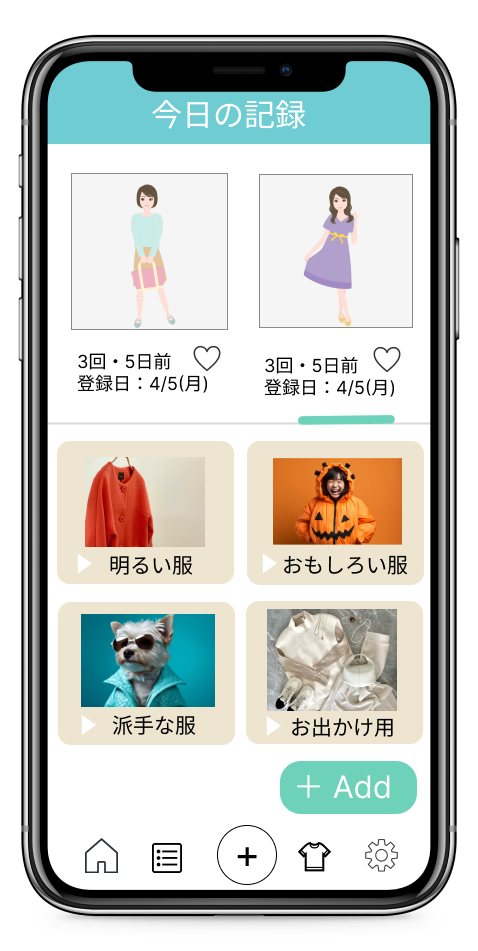 今日の記録
3回・5日前
登録日：4/5(月)
3回・5日前
登録日：4/5(月)
明るい服
おもしろい服
派手な服
お出かけ用
+ Add